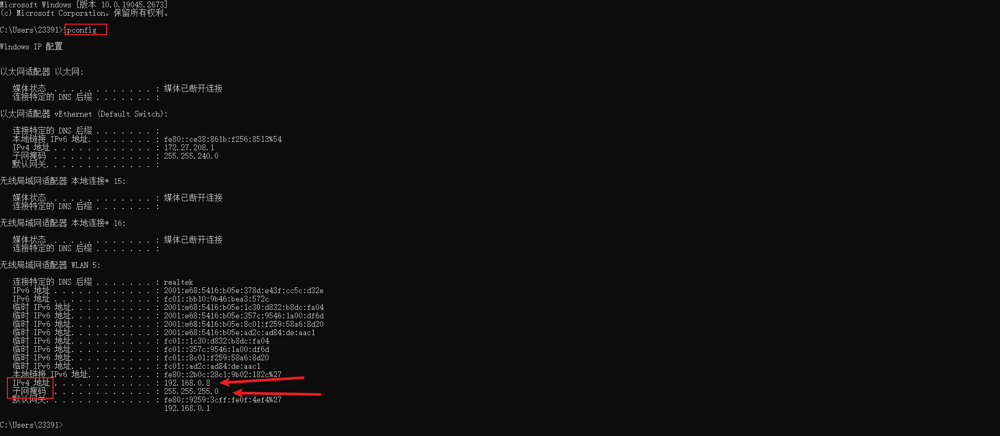 Microsoft Windows [版本 10.0.19045.2673]
(c) Microsoft Corporation。保留所有权利。
C:\Users\23391>ipconfig
Windows IP 配置
以太网适配器 以太网:
媒体状态  . . . . . . . . . . . . : 媒体已断开连接
连接特定的 DNS 后缀 . . . . . . . :
以太网适配器 vEthernet (Default Switch):
连接特定的 DNS 后缀 . . . . . . . :
本地链接 IPv6 地址. . . . . . . . : fe80::ce38:861b:f256:8513%54
IPv4 地址 . . . . . . . . . . . . : 172.27.208.1
子网掩码  . . . . . . . . . . . . : 255.255.240.0
默认网关. . . . . . . . . . . . . :
无线局域网适配器 本地连接* 15:
媒体状态  . . . . . . . . . . . . : 媒体已断开连接
连接特定的 DNS 后缀 . . . . . . . :
无线局域网适配器 本地连接* 16:
媒体状态  . . . . . . . . . . . . : 媒体已断开连接
连接特定的 DNS 后缀 . . . . . . . :
无线局域网适配器 WLAN 5:
连接特定的 DNS 后缀 . . . . . . . : realtek
IPv6 地址 . . . . . . . . . . . . : 2001:e68:5416:b05e:378d:e43f:cc5c:d32e
IPv6 地址 . . . . . . . . . . . . : fc01::bb10:9b46:bea3:572c
临时 IPv6 地址. . . . . . . . . . : 2001:e68:5416:b05e:1c30:d832:b8dc:fa04
临时 IPv6 地址. . . . . . . . . . : 2001:e68:5416:b05e:357c:9546:1a00:df6d
临时 IPv6 地址. . . . . . . . . . : 2001:e68:5416:b05e:8c01:f259:58a6:8d20
临时 IPv6 地址. . . . . . . . . . : 2001:e68:5416:b05e:ad2c:ad84:de:aac1
临时 IPv6 地址. . . . . . . . . . : fc01::1c30:d832:b8dc:fa04
临时 IPv6 地址. . . . . . . . . . : fc01::357c:9546:1a00:df6d
临时 IPv6 地址. . . . . . . . . . : fc01::8c01:f259:58a6:8d20
临时 IPv6 地址. . . . . . . . . . : fc01::ad2c:ad84:de:aac1
本地链接 IPv6 地址. . . . . . . . : fe80::2b0c:28c1:9b02:182c%27
IPv4 地址 . . . . . . . . . . . . : 192.168.0.8
子网掩码  . . . . . . . . . . . . : 255.255.255.0
默认网关. . . . . . . . . . . . . : fe80::9259:3cff:fe0f:4ef4%27
192.168.0.1
C:\Users\23391>